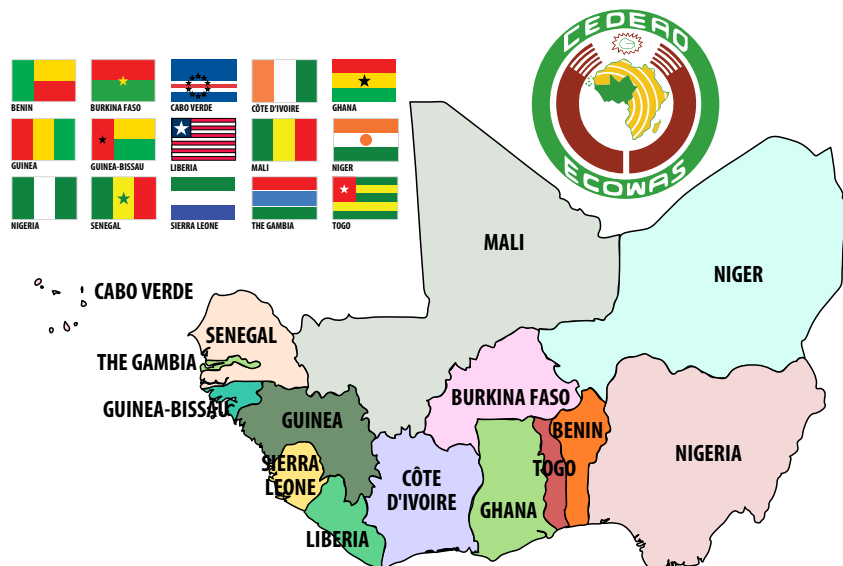 CEDEAO
ECOWAS
BENIN
BURKINA FASO
CABO VERDE
CÔTE D'IVOIRE
GHANA
GUINEA
GUINEA-BISSAU
LIBERIA
MALI
NIGER
NIGERIA
SENEGAL
SIERRA LEONE
THE GAMBIA
TOGO
MALI
NIGER
CABO VERDE
SENEGAL
THE GAMBIA
GUINEA-BISSAU
GUINEA
BURKINA FASO
BENIN
NIGERIA
SIERRA
LEONE
CÔTE
D'IVOIRE
TOGO
GHANA
LIBERIA